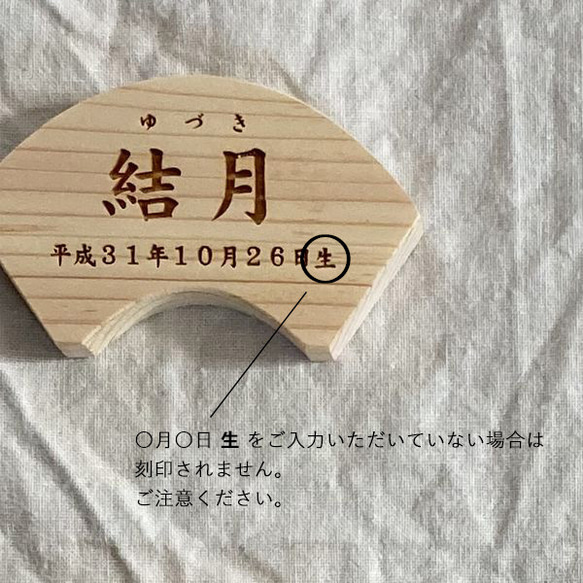 ゆづき
結月
平成31年10月26日生
〇月〇日 生 をご入力いただいていない場合は
刻印されません。
ご注意ください。